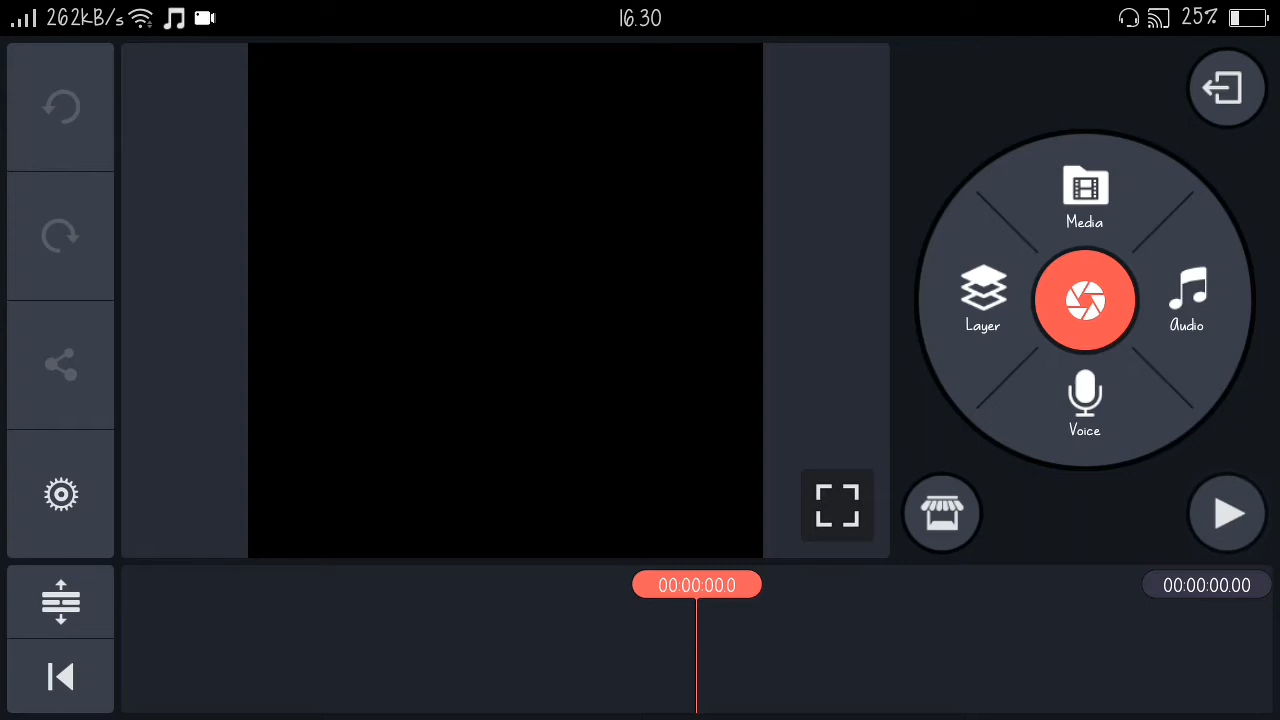 262kB/s
16.30
25%
Media
Layer
Audio
Voice
00:00:00.0
00:00:00.00